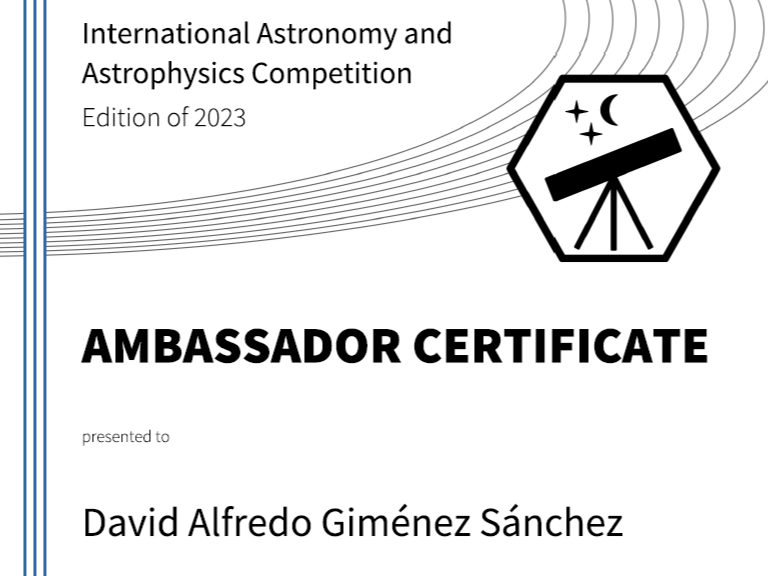 International Astronomy and
Astrophysics Competition
Edition of 2023
AMBASSADOR CERTIFICATE
presented to
David Alfredo Giménez Sánchez